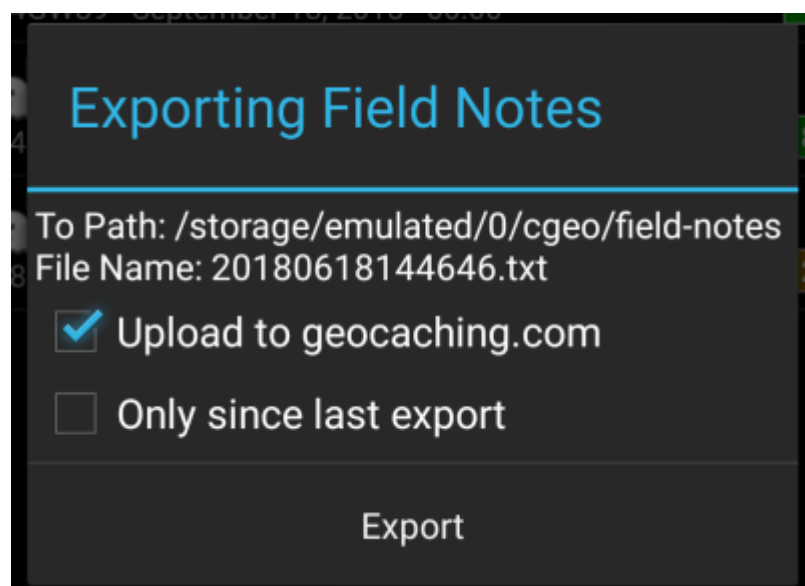 Exporting Field Notes
To Path: /storage/emulated/0/cgeo/field-notes
File Name: 20180618144646.txt
Upload to geocaching.com
Only since last export
Export